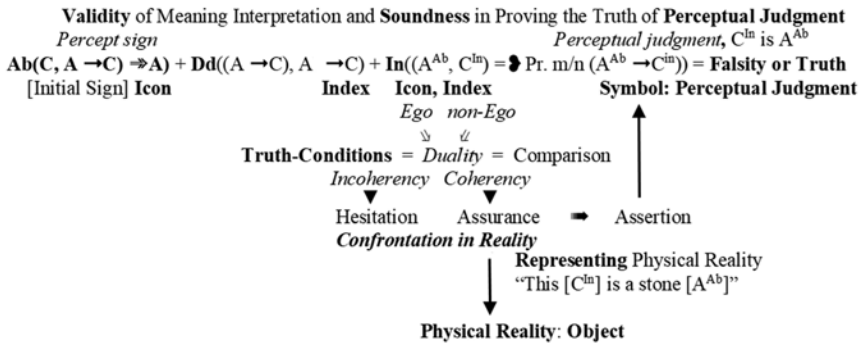 Validity of Meaning Interpretation and Soundness in Proving the Truth of Perceptual Judgment
Percept sign Perceptual judgment, C^In is A^Ab
Ab(C, A →C) ➾A) + Dd((A →C), A →C) + In((A^Ab, C^In) = ❥ Pr. m/n (A^Ab →C^in)) = Falsity or Truth
[Initial Sign] Icon Index Icon, Index Symbol: Perceptual Judgment
Ego non-Ego
Truth-Conditions = Duality = Comparison
Incoherency Coherency
Hesitation Assurance ➠ Assertion
Confrontation in Reality
Representing Physical Reality
“This [C^In] is a stone [A^Ab]”
Physical Reality: Object